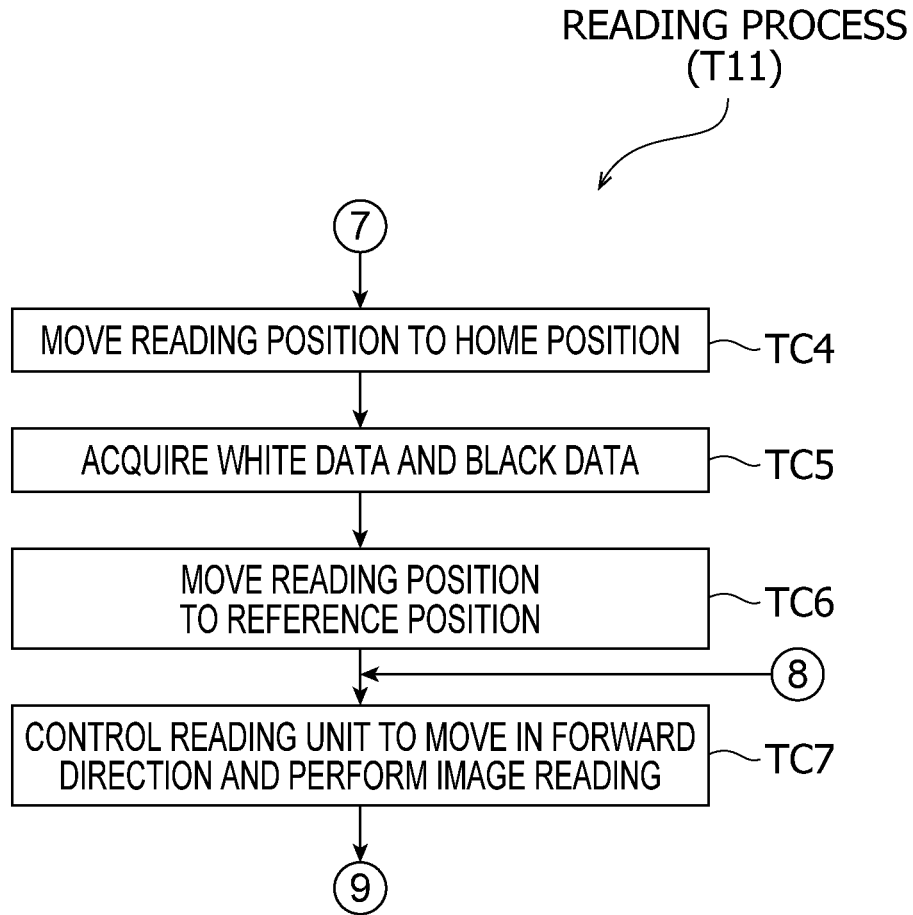 READING PROCESS
(T11)
7
MOVE READING POSITION TO HOME POSITION
TC4
ACQUIRE WHITE DATA AND BLACK DATA
TC5
MOVE READING POSITION
TO REFERENCE POSITION
TC6
8
CONTROL READING UNIT TO MOVE IN FORWARD
DIRECTION AND PERFORM IMAGE READING
TC7
9